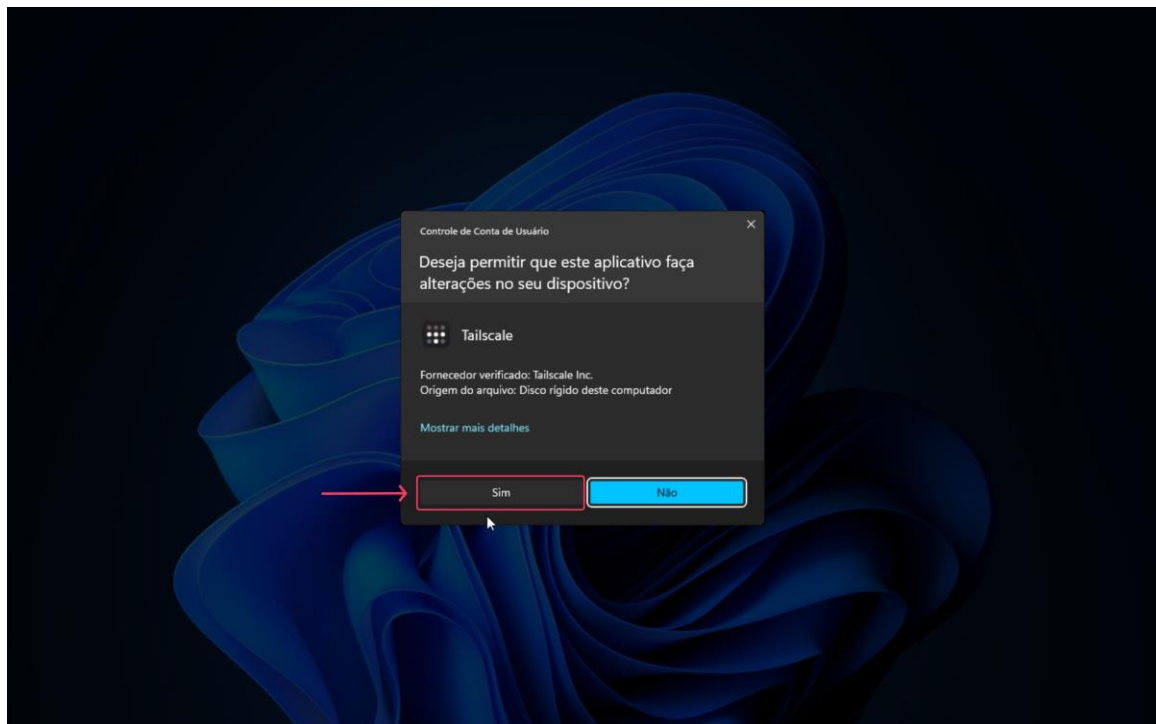 Controle de Conta de Usuário
Deseja permitir que este aplicativo faça
alterações no seu dispositivo?
Tailscale
Fornecedor verificado: Tailscale Inc.
Origem do arquivo: Disco rígido deste computador
Mostrar mais detalhes
Sim
Não